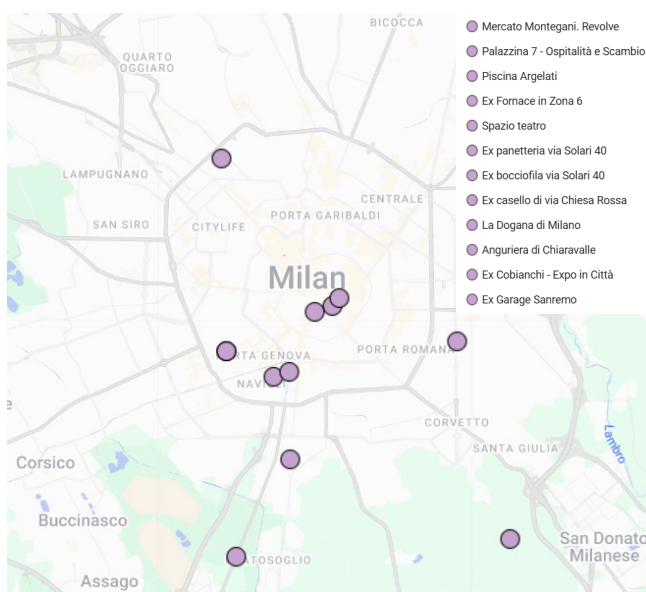 BICOCCA
QUARTO
OGGIARO
LAMPUGNANO
CENTRALE
PORTA GARIBALDI
SAN SIRO
CITYLIFE
Milan
RTA GENOVA
PORTA ROMANA
NAVI LI
CORVETTO
SANTA GIULIA
Lambro
Corsico
Buccinasco
San Donato
Milanese
ATOSOGLIO
Assago
e
Mercato Montegani. Revolve
Palazzina 7 - Ospitalità e Scambio
Piscina Argelati
Ex Fornace in Zona 6
Spazio teatro
Ex panetteria via Solari 40
Ex bocciofila via Solari 40
Ex casello di via Chiesa Rossa
La Dogana di Milano
Anguriera di Chiaravalle
Ex Cobianchi - Expo in Città
Ex Garage Sanremo